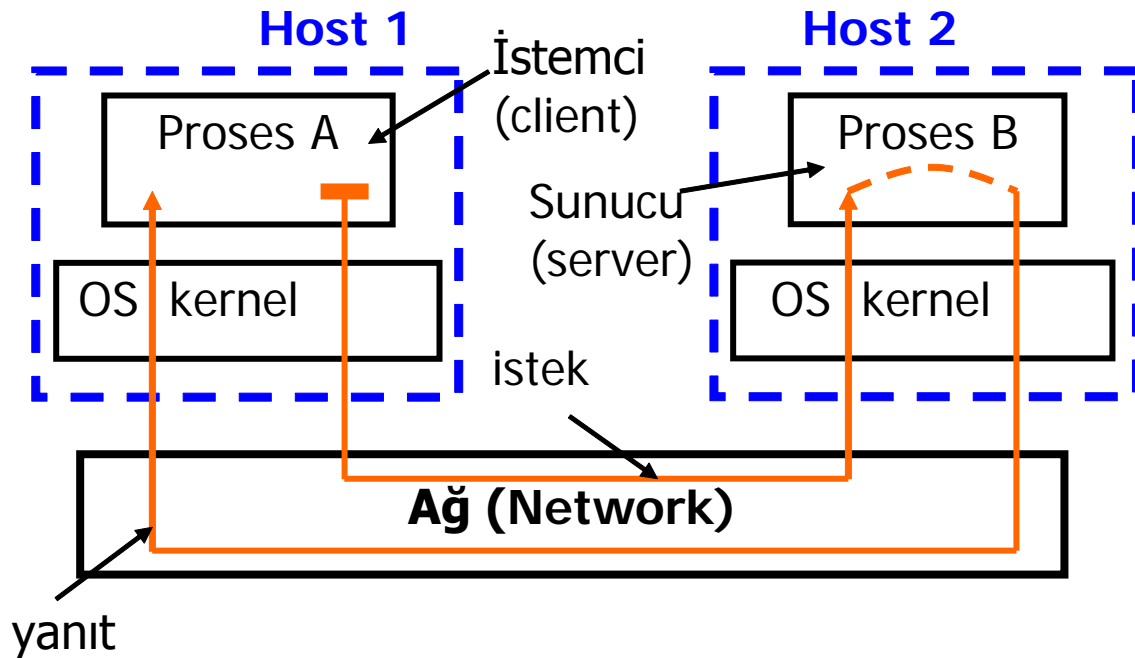 Host 1
Host 2
İstemci
(client)
Proses A
Proses B
Sunucu
(server)
OS kernel
OS kernel
istek
Ağ (Network)
yanıt